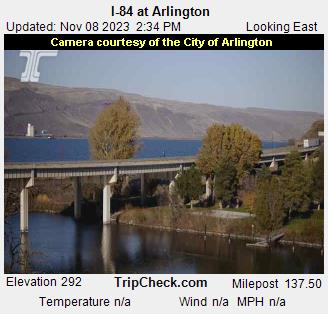 I-84 at Arlington
Updated: Nov 08 2023  2:34 PM    Looking East
Camera courtesy of the City of Arlington
Elevation 292    TripCheck.com    Milepost 137.50
Temperature n/a    Wind n/a  MPH n/a